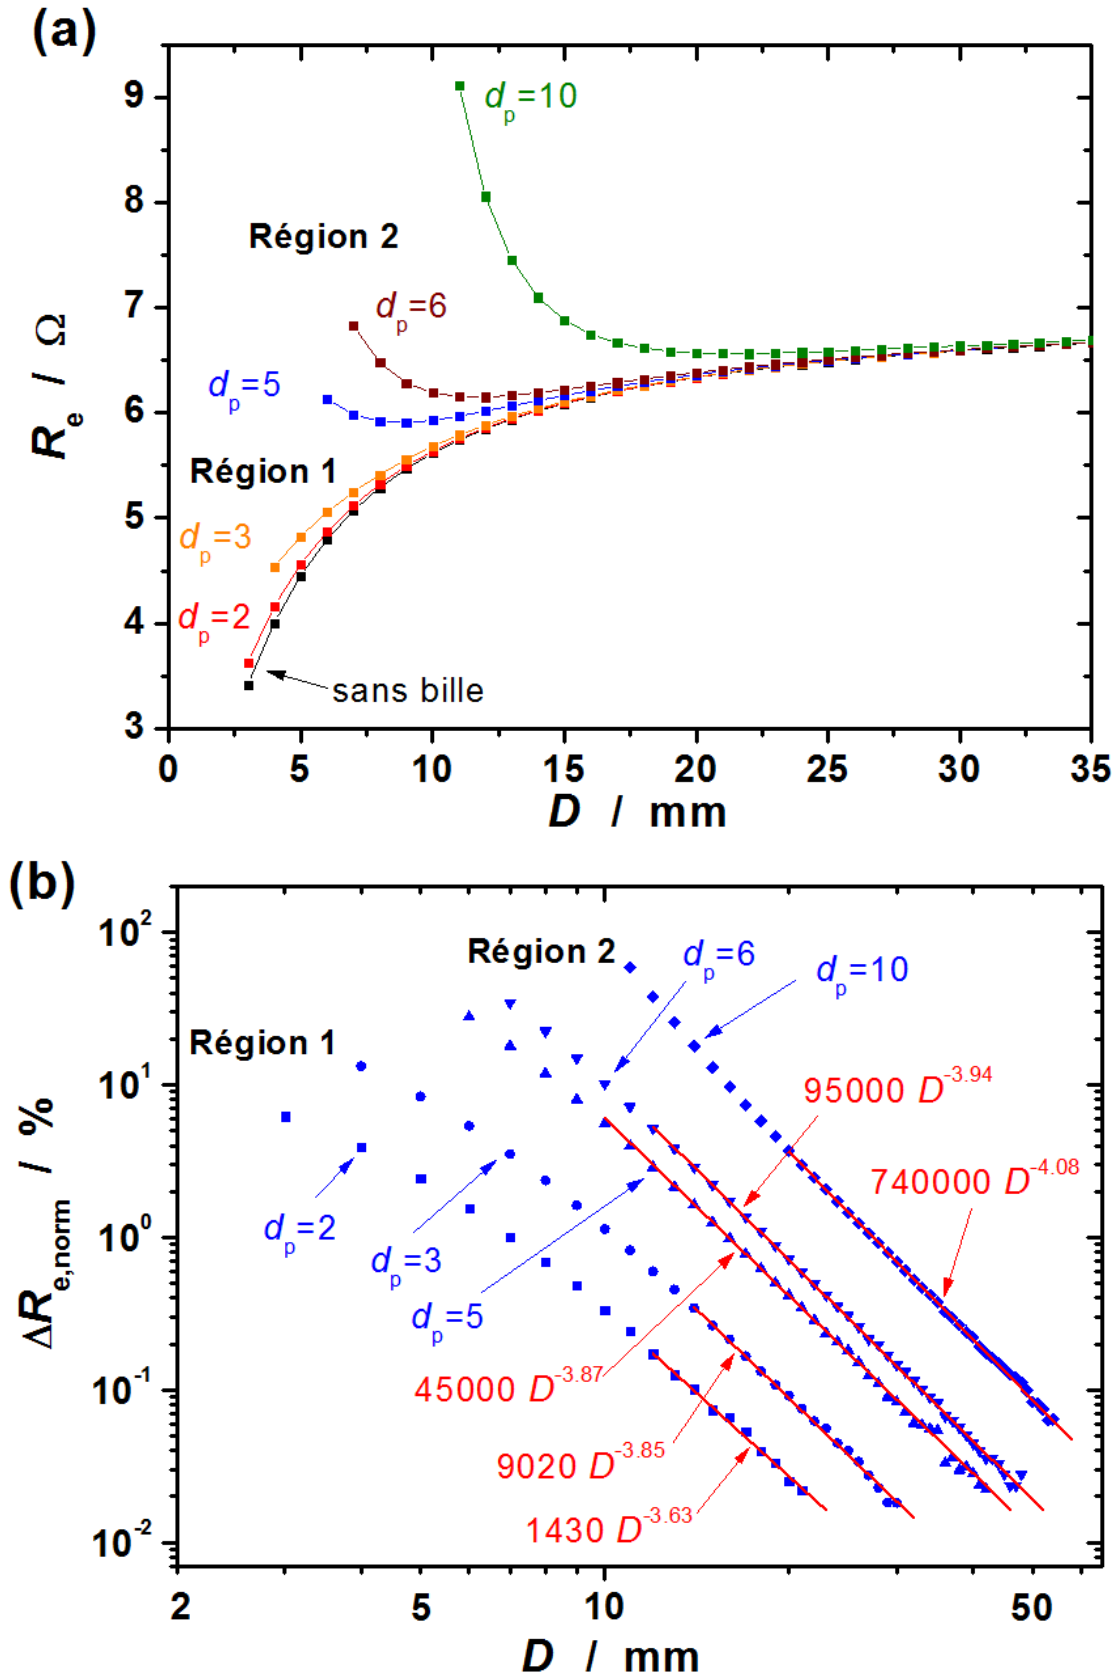 (a)
9
8
7
6
5
4
3
R_e / Ω
d_p=10
Région 2
d_p=6
d_p=5
Région 1
d_p=3
d_p=2
sans bille
0 5 10 15 20 25 30 35
D / mm
(b)
10^2
10^1
10^0
10^-1
10^-2
ΔR_e,norm / %
Région 2
d_p=6
d_p=10
Région 1
95000 D^-3.94
740000 D^-4.08
d_p=2
d_p=3
d_p=5
45000 D^-3.87
9020 D^-3.85
1430 D^-3.63
2 5 10 50
D / mm